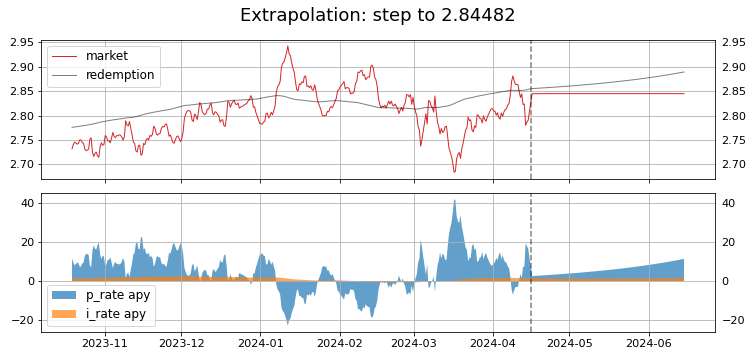 Extrapolation: step to 2.84482
2.95 2.95
2.90 2.90
2.85 2.85
2.80 2.80
2.75 2.75
2.70 2.70
market
redemption
40 40
20 20
0 0
−20 −20
p_rate apy
i_rate apy
2023-11 2023-12 2024-01 2024-02 2024-03 2024-04 2024-05 2024-06